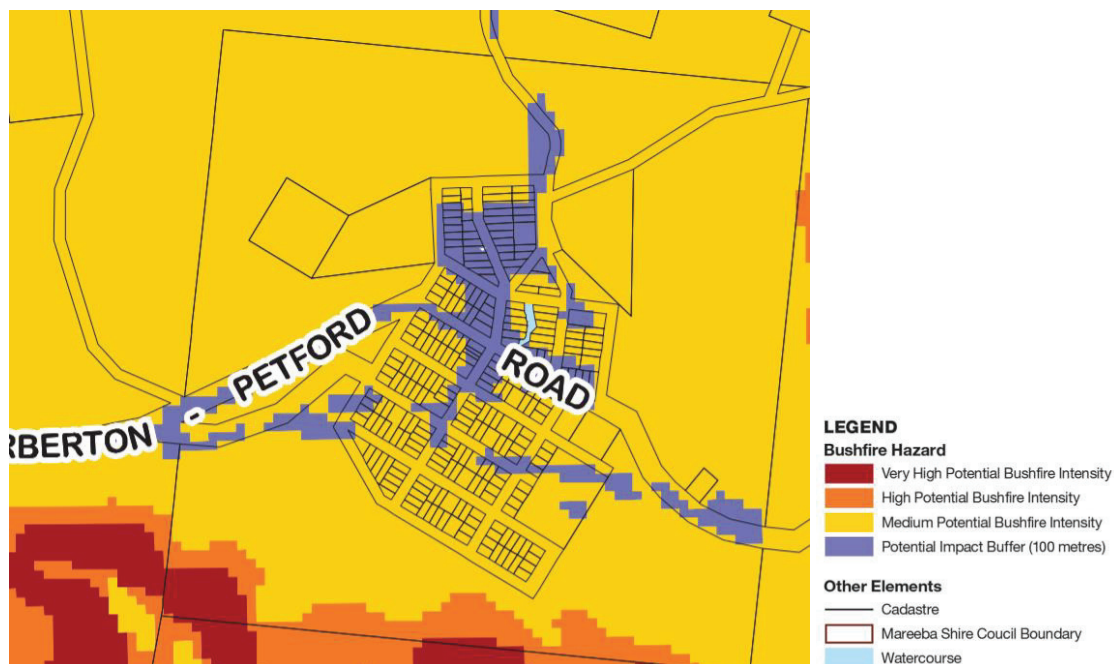 PETFORD
ROAD
RBERTON -
LEGEND
Bushfire Hazard
Very High Potential Bushfire Intensity
High Potential Bushfire Intensity
Medium Potential Bushfire Intensity
Potential Impact Buffer (100 metres)
Other Elements
Cadastre
Mareeba Shire Coucil Boundary
Watercourse